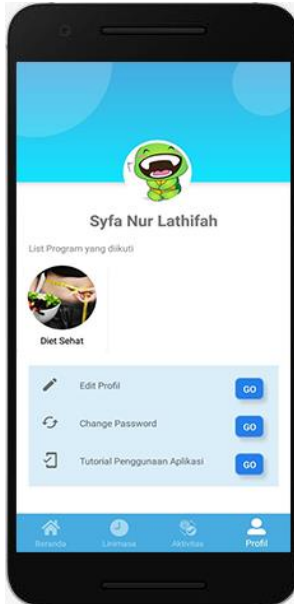 Syfa Nur Lathifah
List Program yang diikuti
Diet Sehat
Edit Profil GO
Change Password GO
Tutorial Penggunaan Aplikasi GO
Beranda Linimasa Aktivitas Profil